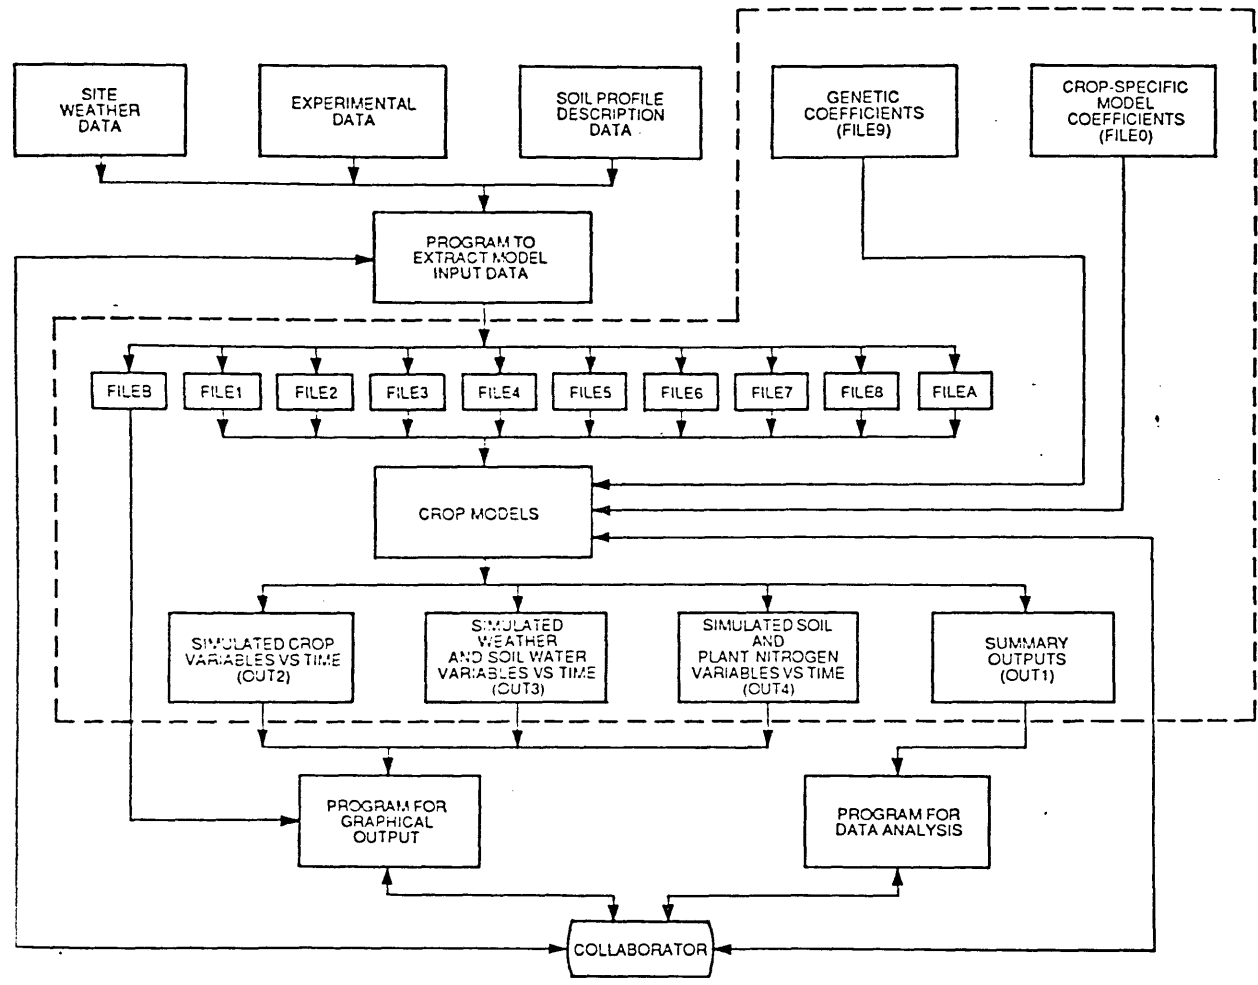 SITE
WEATHER
DATA
EXPERIMENTAL
DATA
SOIL PROFILE
DESCRIPTION
DATA
GENETIC
COEFFICIENTS
(FILE9)
CROP-SPECIFIC
MODEL
COEFFICIENTS
(FILE0)
PROGRAM TO
EXTRACT MODEL
INPUT DATA
FILEB
FILE1
FILE2
FILE3
FILE4
FILE5
FILE6
FILE7
FILE8
FILEA
CROP MODELS
SIMULATED CROP
VARIABLES VS TIME
(OUT2)
SIMULATED
WEATHER
AND SOIL WATER
VARIABLES VS TIME
(OUT3)
SIMULATED SOIL
AND
PLANT NITROGEN
VARIABLES VS TIME
(OUT4)
SUMMARY
OUTPUTS
(OUT1)
PROGRAM FOR
GRAPHICAL
OUTPUT
PROGRAM FOR
DATA ANALYSIS
COLLABORATOR